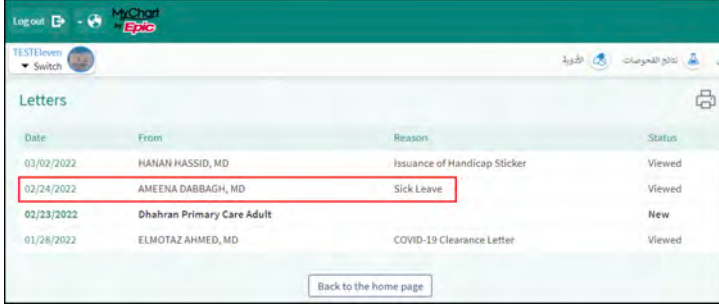 Log out
MyChart
by Epic
TESTEleven
Switch
الأدوية
نتائج الفحوصات
Letters
Date From Reason Status
03/02/2022 HANAN HASSID, MD Issuance of Handicap Sticker Viewed
02/24/2022 AMEENA DABBAGH, MD Sick Leave Viewed
02/23/2022 Dhahran Primary Care Adult New
01/28/2022 ELMOTAZ AHMED, MD COVID-19 Clearance Letter Viewed
Back to the home page